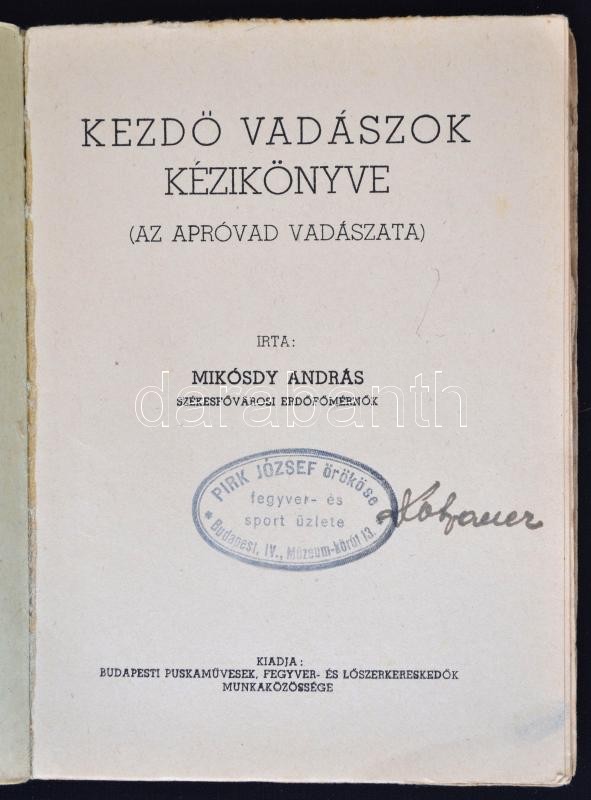 KEZDŐ VADÁSZOK
KÉZIKÖNYVE
(AZ APRÓVAD VADÁSZATA)
IRTA:
MIKÓSDY ANDRÁS
SZÉKESFŐVÁROSI ERDŐFŐMÉRNÖK
darabanth
PIRK JÓZSEF örököse
fegyver- és
sport üzlete
* Budapest, IV., Múzeum-körút 13. *
KIADJA:
BUDAPESTI PUSKAMŰVESEK, FEGYVER- ÉS LŐSZERKERESKEDŐK
MUNKAKÖZÖSSÉGE